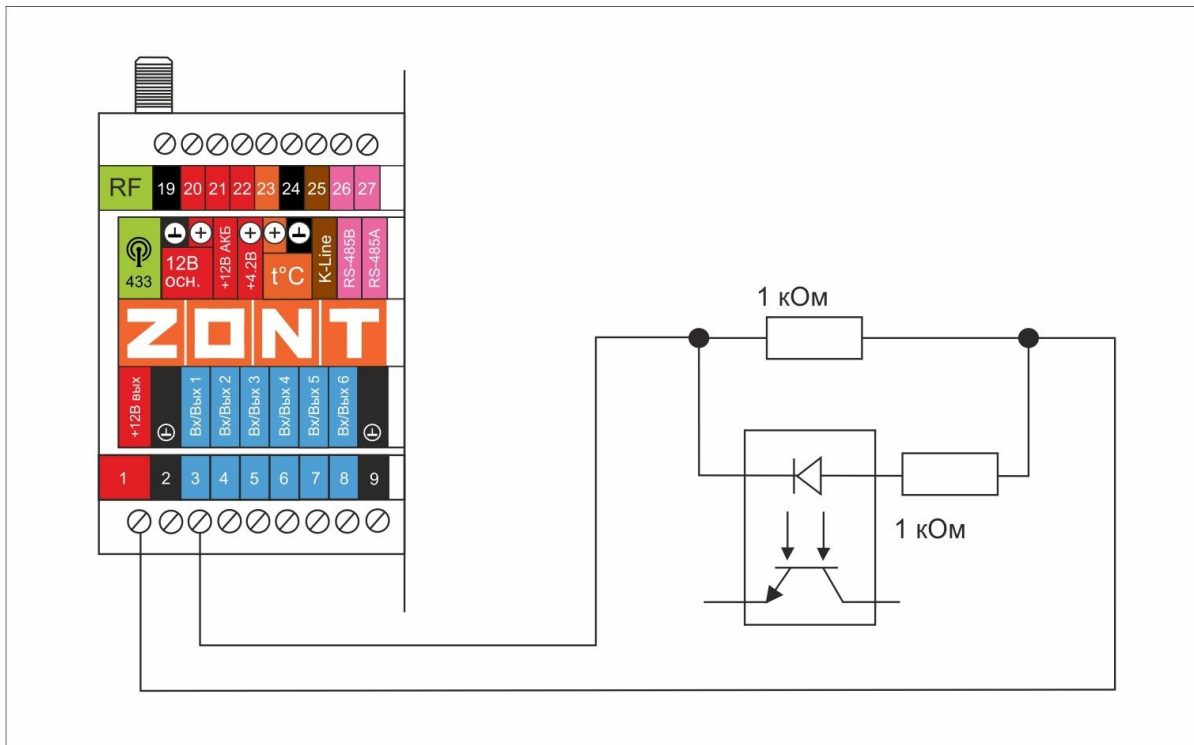 RF 19 20 21 22 23 24 25 26 27
433
12В
осн.
+12В АКБ
+4.2В
t°C
K-Line
RS-485B
RS-485A
ZONT
+12В вых
Вх/Вых 1
Вх/Вых 2
Вх/Вых 3
Вх/Вых 4
Вх/Вых 5
Вх/Вых 6
1 2 3 4 5 6 7 8 9
1 кОм
1 кОм